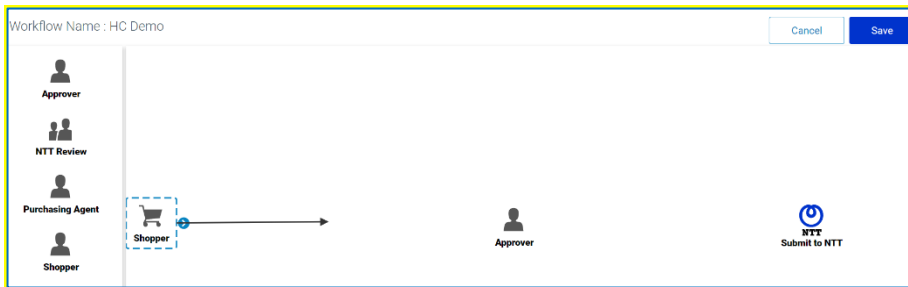 Workflow Name : HC Demo
Cancel
Save
Approver
NTT Review
Purchasing Agent
Shopper
Shopper
Approver
NTT
Submit to NTT